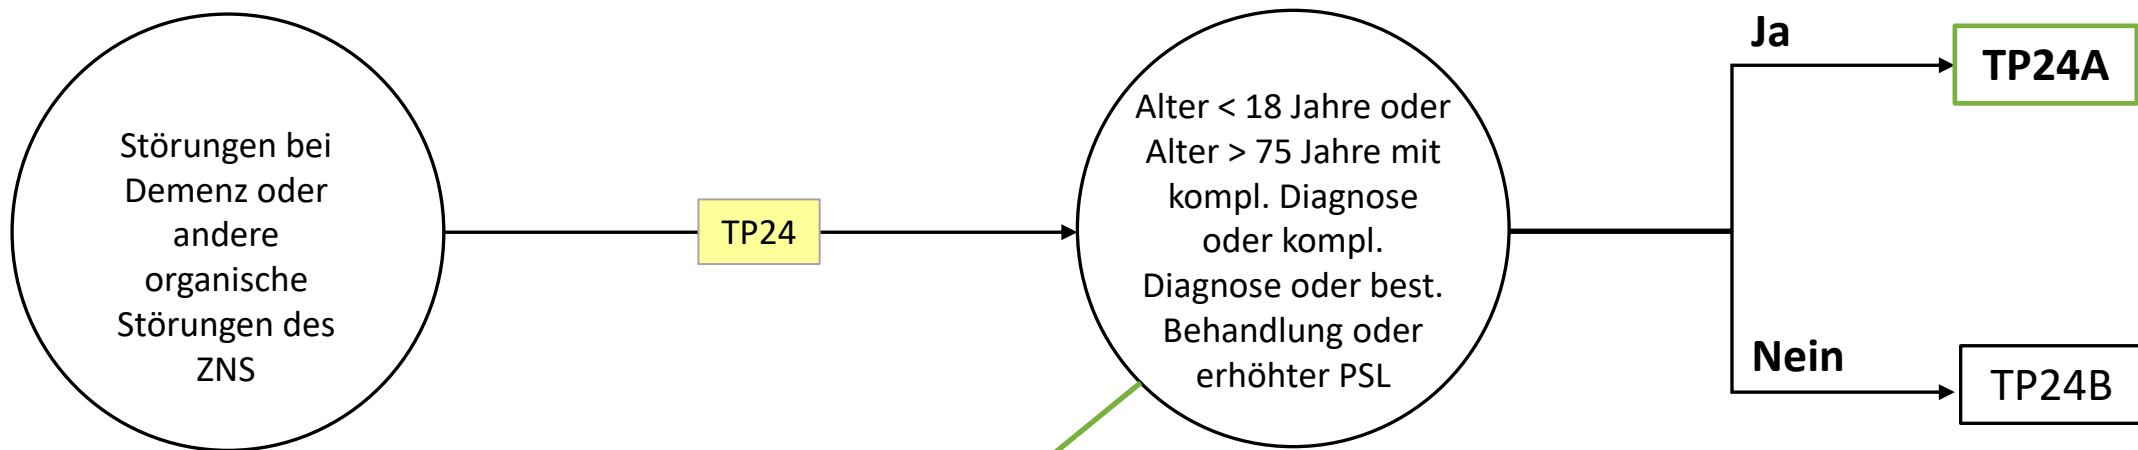 Störungen bei
Demenz oder
andere
organische
Störungen des
ZNS
TP24
Alter < 18 Jahre oder
Alter > 75 Jahre mit
kompl. Diagnose
oder kompl.
Diagnose oder best.
Behandlung oder
erhöhter PSL
Ja
TP24A
Nein
TP24B